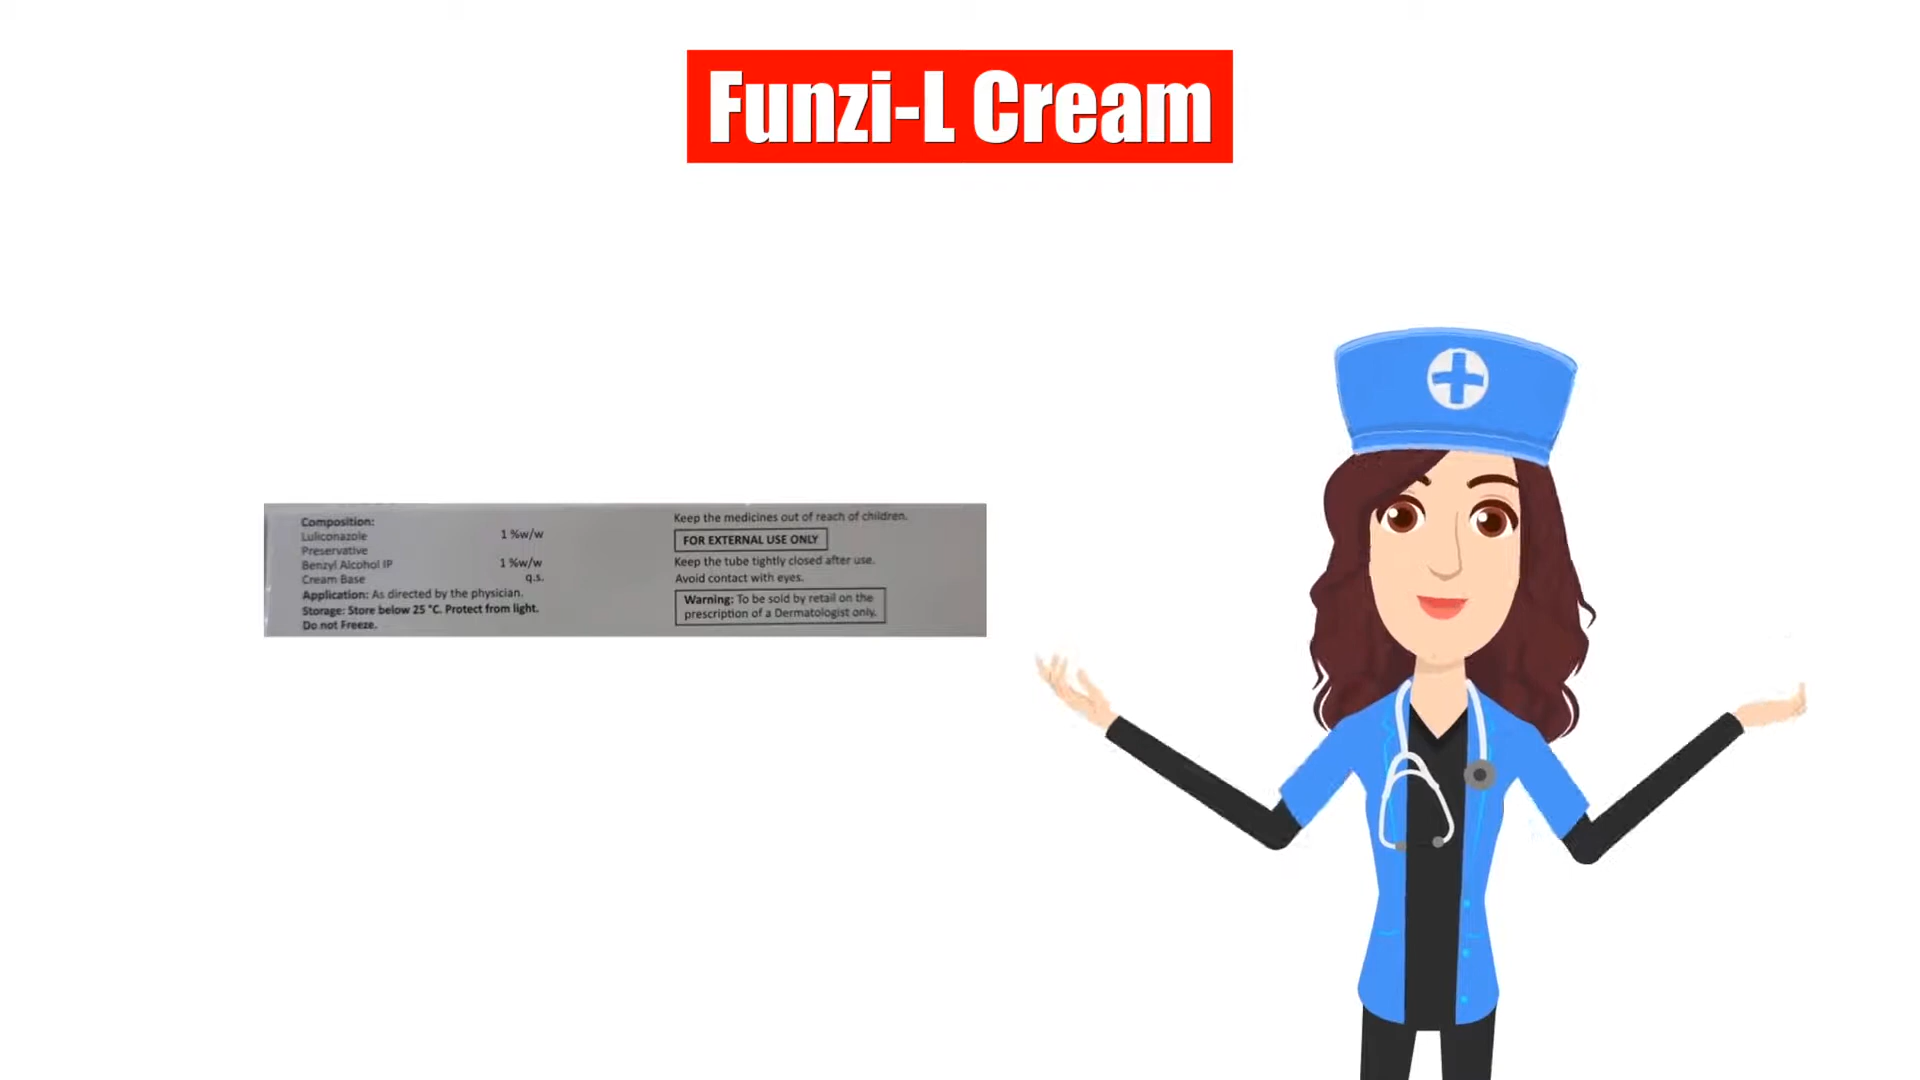 Funzi-L Cream
Composition:
Luliconazole 1 %w/w
Preservative
Benzyl Alcohol IP 1 %w/w
Cream Base q.s.
Application: As directed by the physician.
Storage: Store below 25 °C. Protect from light.
Do not Freeze.
Keep the medicines out of reach of children.
FOR EXTERNAL USE ONLY
Keep the tube tightly closed after use.
Avoid contact with eyes.
Warning: To be sold by retail on the
prescription of a Dermatologist only.